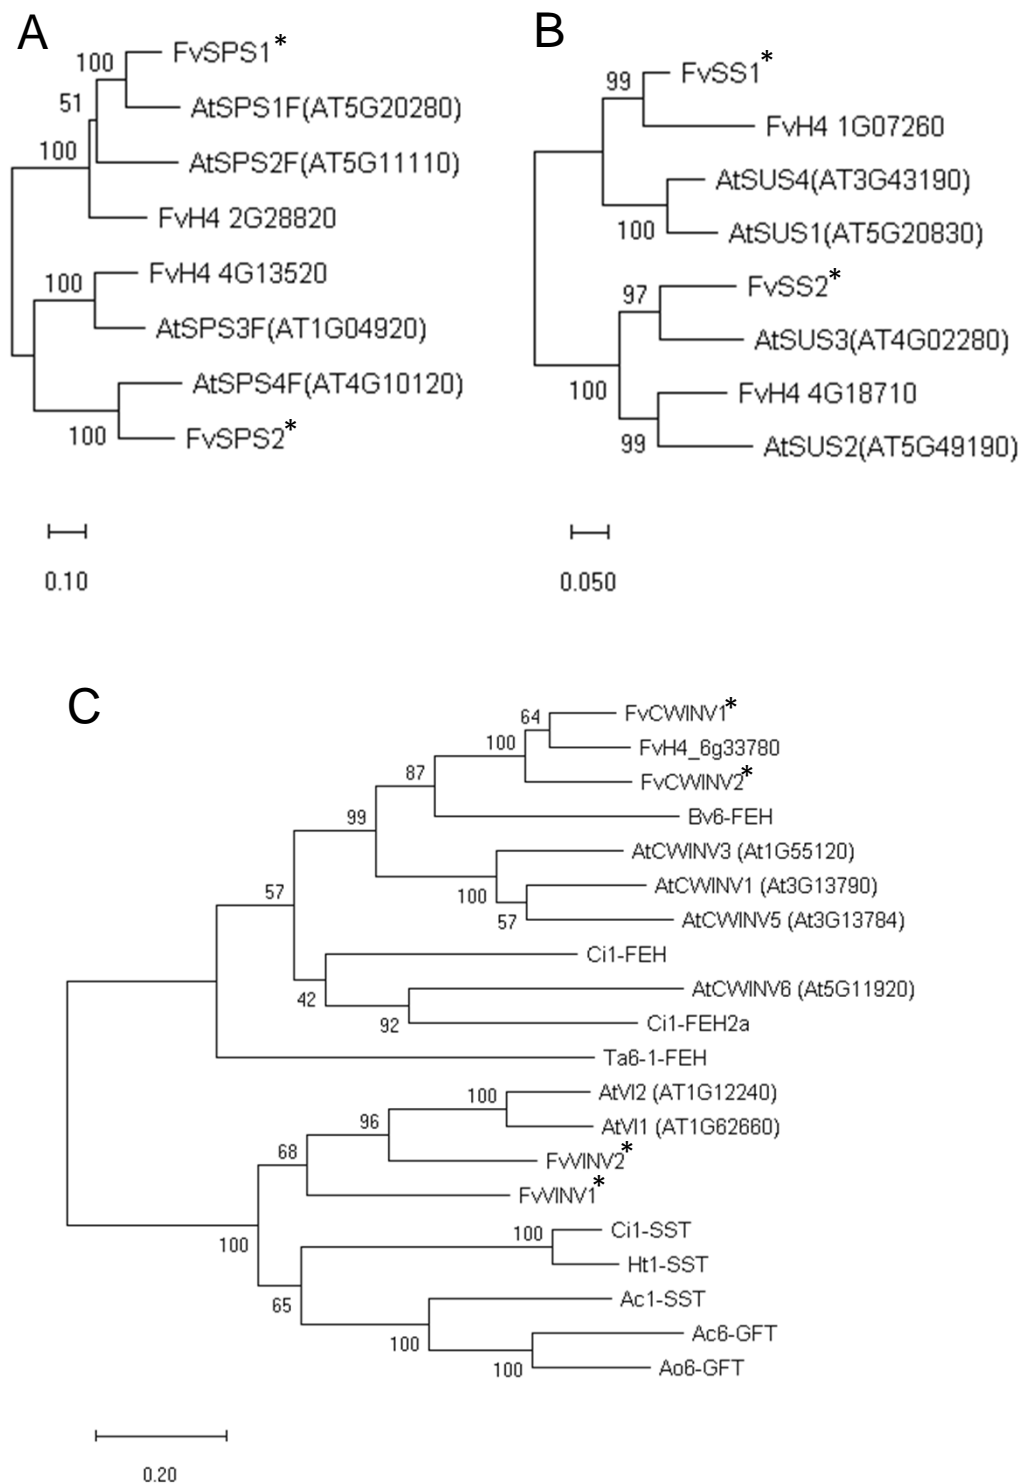 A
100
FvSPS1*
51
AtSPS1F(AT5G20280)
100
AtSPS2F(AT5G11110)
FvH4 2G28820
100
FvH4 4G13520
AtSPS3F(AT1G04920)
AtSPS4F(AT4G10120)
100
FvSPS2*
0.10
B
99
FvSS1*
FvH4 1G07260
AtSUS4(AT3G43190)
100
AtSUS1(AT5G20830)
97
FvSS2*
AtSUS3(AT4G02280)
100
FvH4 4G18710
99
AtSUS2(AT5G49190)
0.050
C
64
FvCWINV1*
100
FvH4_6g33780
87
FvCWINV2*
Bv6-FEH
99
AtCWINV3 (At1G55120)
100
AtCWINV1 (At3G13790)
57
AtCWINV5 (At3G13784)
57
Ci1-FEH
42
AtCWINV6 (At5G11920)
92
Ci1-FEH2a
Ta6-1-FEH
100
AtVI2 (AT1G12240)
96
AtVI1 (AT1G62660)
68
FvVINV2*
FvVINV1*
100
100
Ci1-SST
Ht1-SST
65
Ac1-SST
100
Ac6-GFT
100
Ao6-GFT
0.20